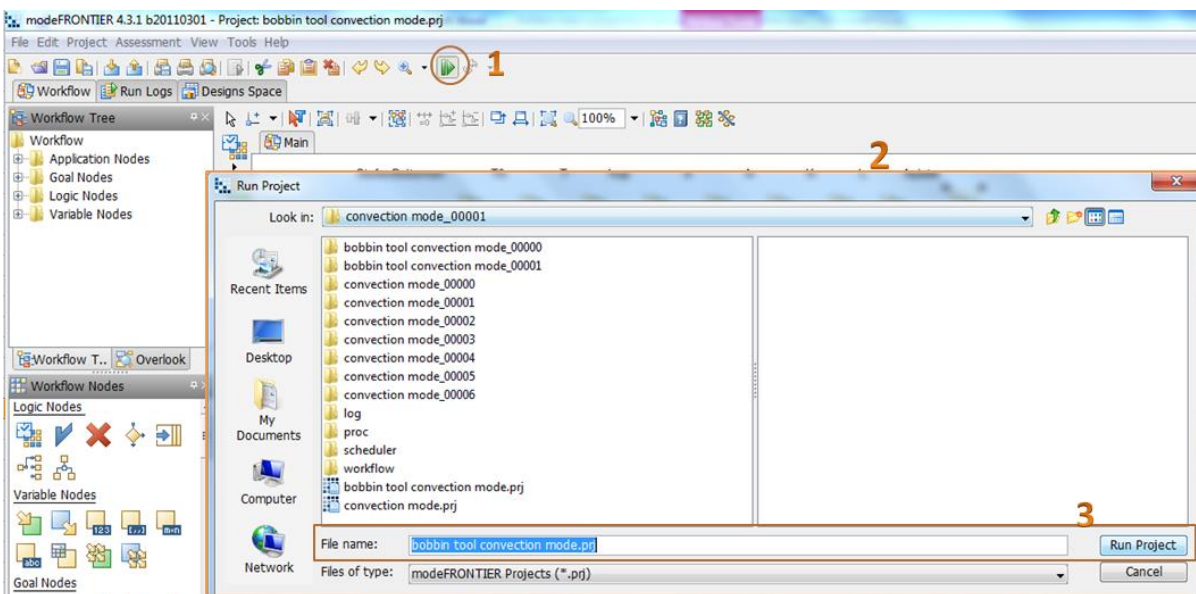 modeFRONTIER 4.3.1 b20110301 - Project: bobbin tool convection mode.prj
File Edit Project Assessment View Tools Help
1
Workflow Run Logs Designs Space
Workflow Tree
100%
Workflow
Main
Application Nodes
Goal Nodes
Logic Nodes
Variable Nodes
2
Run Project
Look in: convection mode_00001
Recent Items
Desktop
My Documents
Computer
Network
bobbin tool convection mode_00000
bobbin tool convection mode_00001
convection mode_00000
convection mode_00001
convection mode_00002
convection mode_00003
convection mode_00004
convection mode_00005
convection mode_00006
log
proc
scheduler
workflow
bobbin tool convection mode.prj
convection mode.prj
3
File name: bobbin tool convection mode.prj Run Project
Files of type: modeFRONTIER Projects (*.prj) Cancel
Workflow T.. Overlook
Workflow Nodes
Logic Nodes
Variable Nodes
123
abc
Goal Nodes